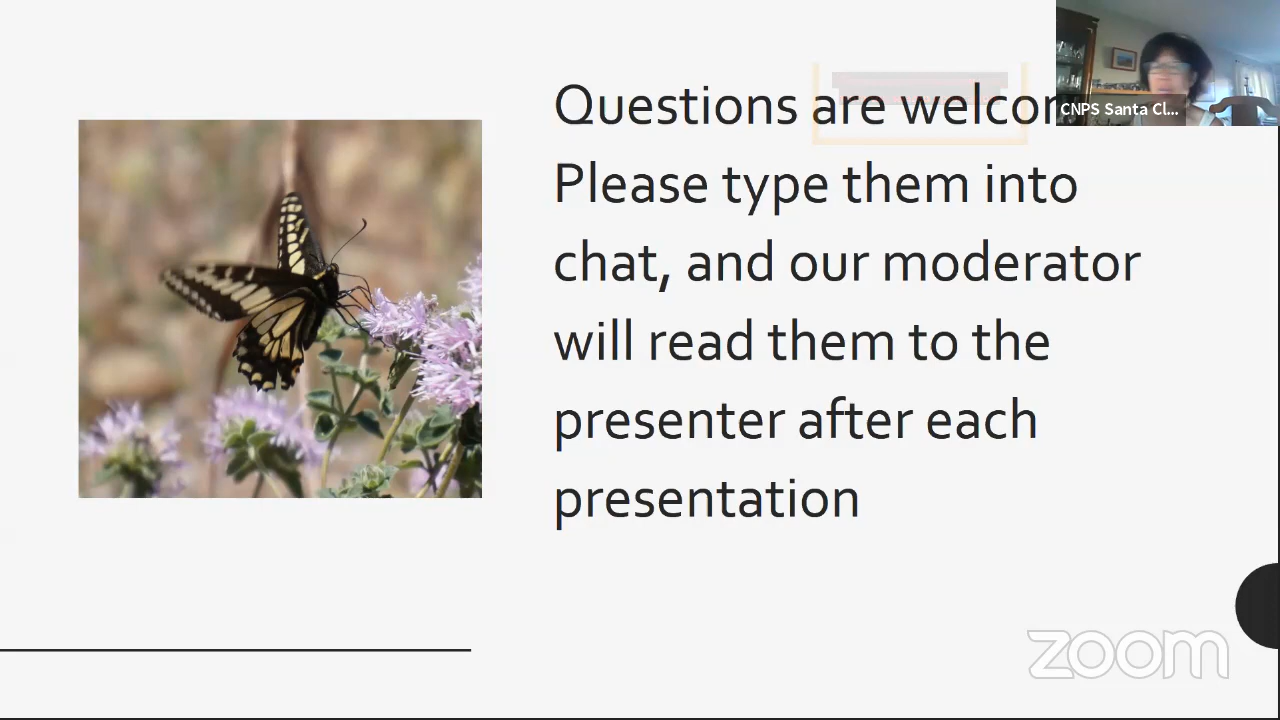 Questions are welcom
Please type them into
chat, and our moderator
will read them to the
presenter after each
presentation
CNPS Santa Cl...
zoom